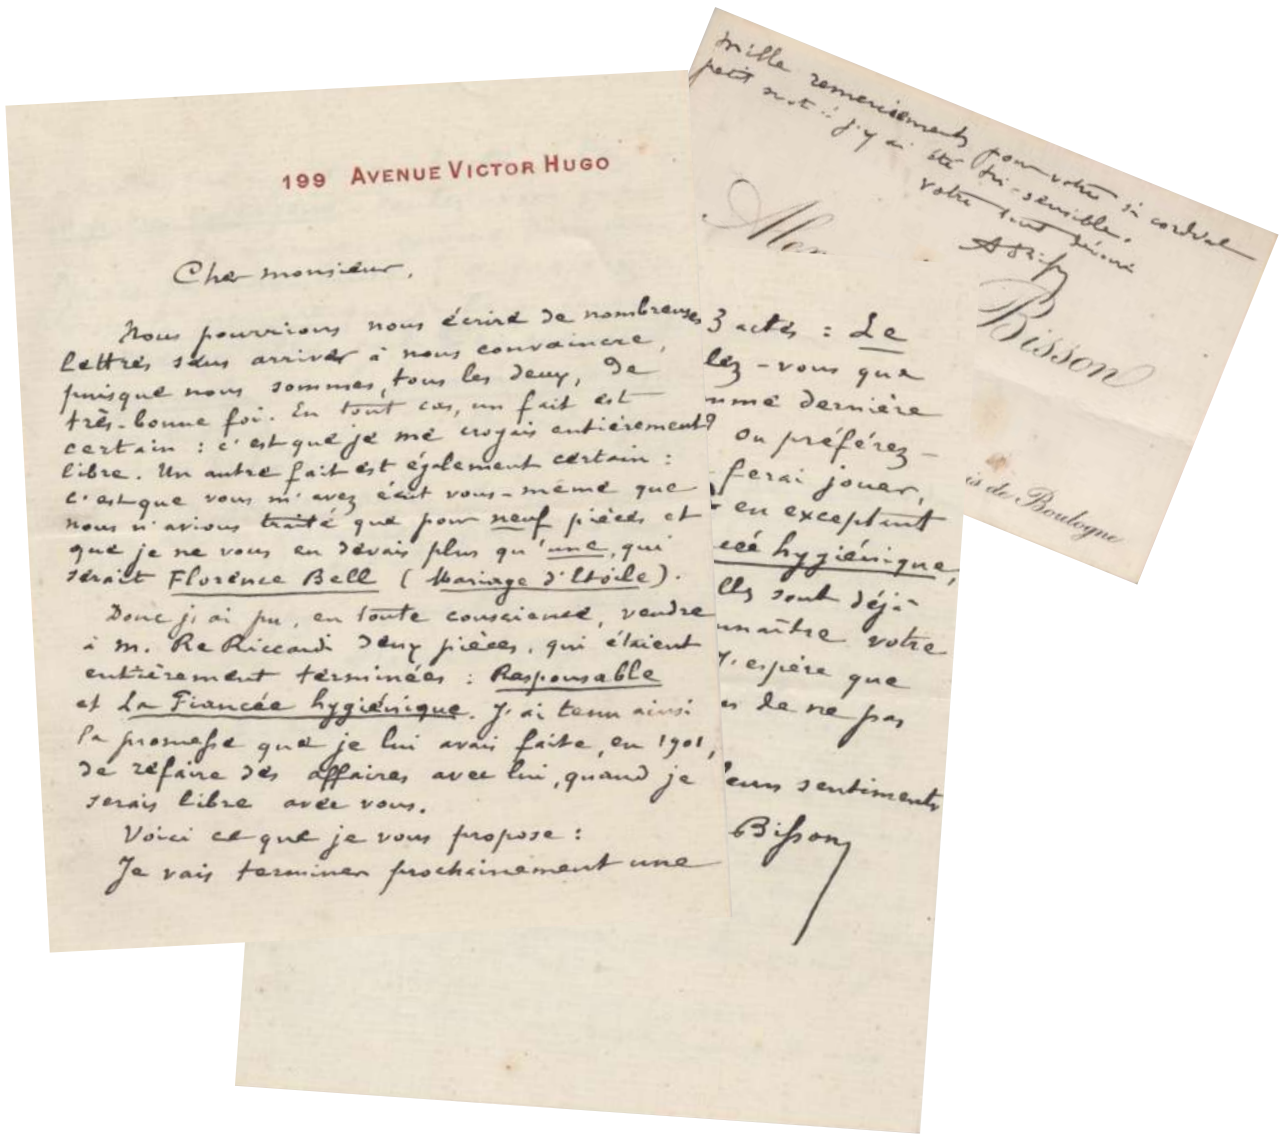 199 AVENUE VICTOR HUGO
Cher monsieur,
Nous pourrions nous écrire de nombreuses
lettres sans arriver à nous convaincre,
puisque nous sommes, tous les deux, de
très-bonne foi. En tout cas, un fait est
certain : c'est que je me croyais entièrement
libre. Un autre fait est également certain :
c'est que vous m'avez écrit vous-même que
nous n'avions traité que pour neuf pièces et
que je ne vous en devais plus qu'une, qui
serait Florence Bell (Mariage d'Etoile).
Donc j'ai pu, en toute conscience, vendre
à M. Re Riccardi deux pièces, qui étaient
entièrement terminées : Responsable
et La Fiancée hygiénique. J'ai tenu ainsi
la promesse que je lui avais faite, en 1901,
de refaire des affaires avec lui, quand je
serais libre avec vous.
Voici ce que je vous propose :
Je vais terminer prochainement une
3 actes : Le
lez-vous que
mme dernière
? Ou préférez-
ferai jouer,
en exceptant
cée hygiénique,
lls sont déjà
nnaître votre
J'espère que
de ne pas
leurs sentiments
Bisson
mille remerciements pour votre si cordial
petit mot : j'y ai été très-sensible.
votre tout dévoué
ABisson
Alex
Bisson
is de Boulogne